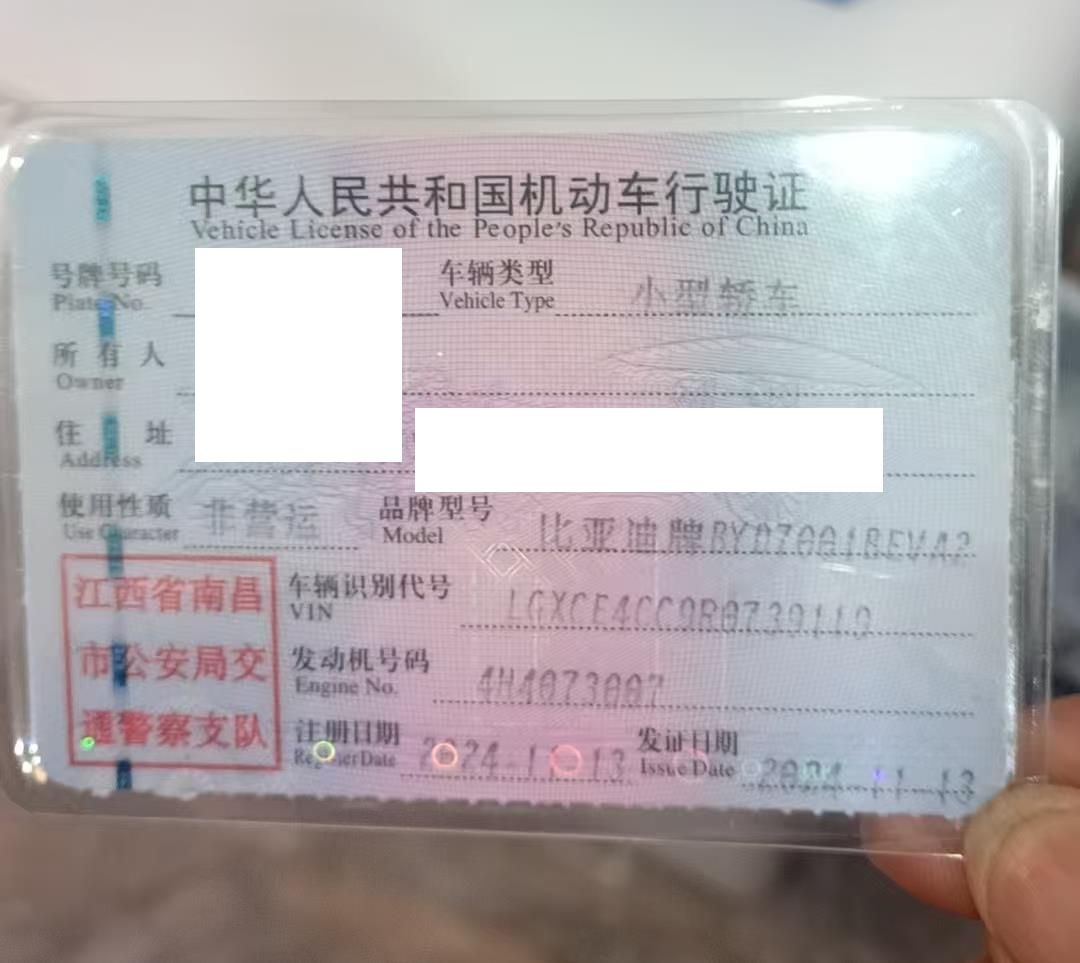 中华人民共和国机动车行驶证
Vehicle License of the People's Republic of China
号牌号码 车辆类型 小型轿车
Plate No. Vehicle Type
所有人
Owner
住址
Address
使用性质 非营运 品牌型号 比亚迪牌BYD7001BEVA2
Use Character Model
江西省南昌 车辆识别代号 LGXCE4CC9R0739119
VIN
市公安局交 发动机号码 4H4073007
Engine No.
通警察支队 注册日期 2024-11-13 发证日期 2024-11-13
Register Date Issue Date